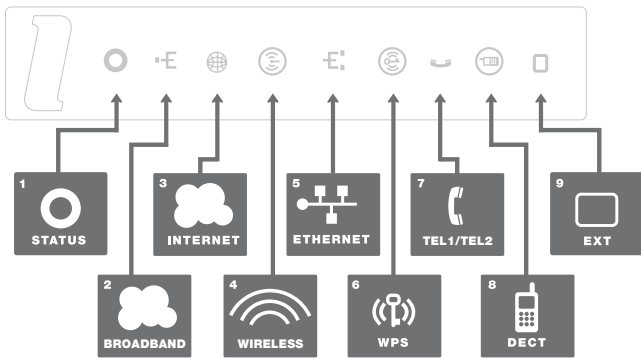 1
STATUS
2
BROADBAND
3
INTERNET
4
WIRELESS
5
ETHERNET
6
WPS
7
TEL1/TEL2
8
DECT
9
EXT